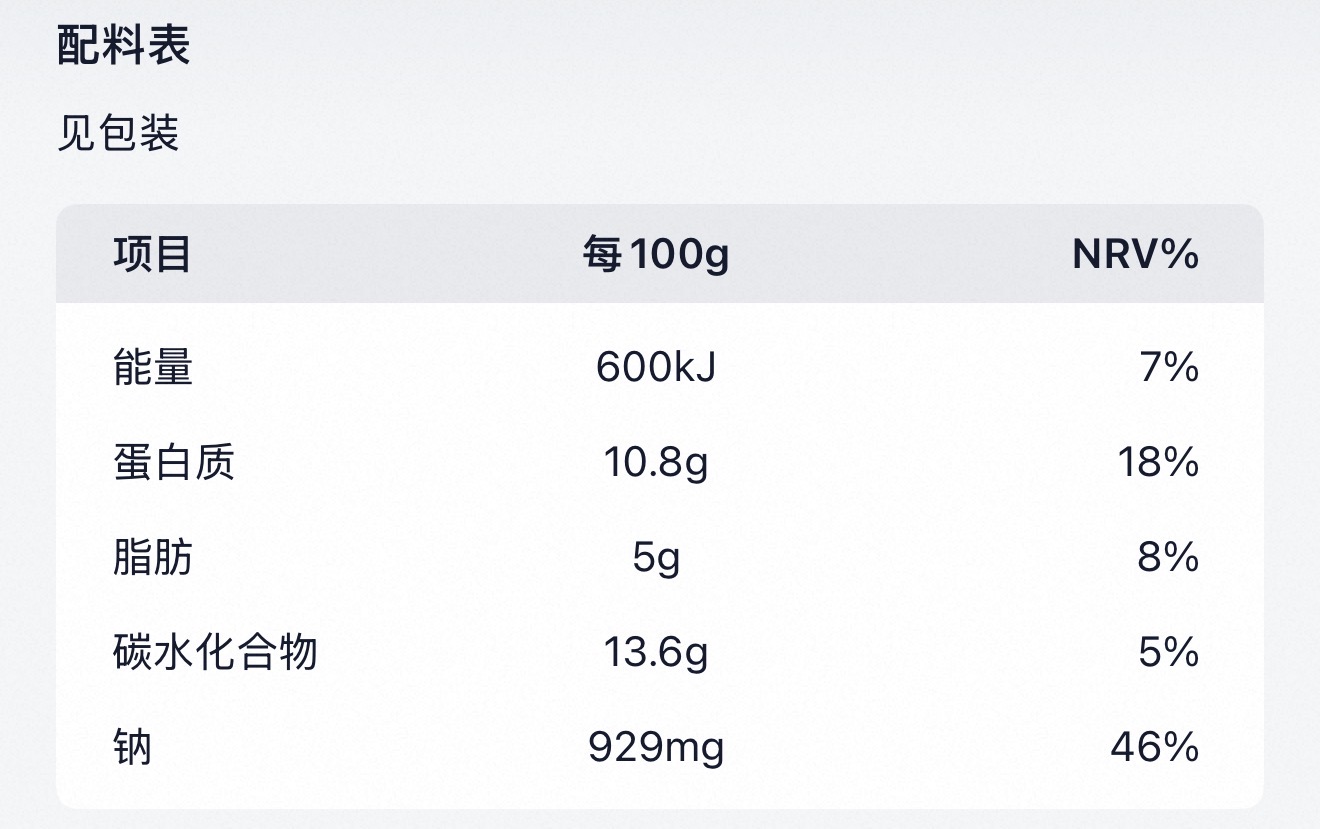 配料表
见包装
项目 每100g NRV%
能量 600kJ 7%
蛋白质 10.8g 18%
脂肪 5g 8%
碳水化合物 13.6g 5%
钠 929mg 46%